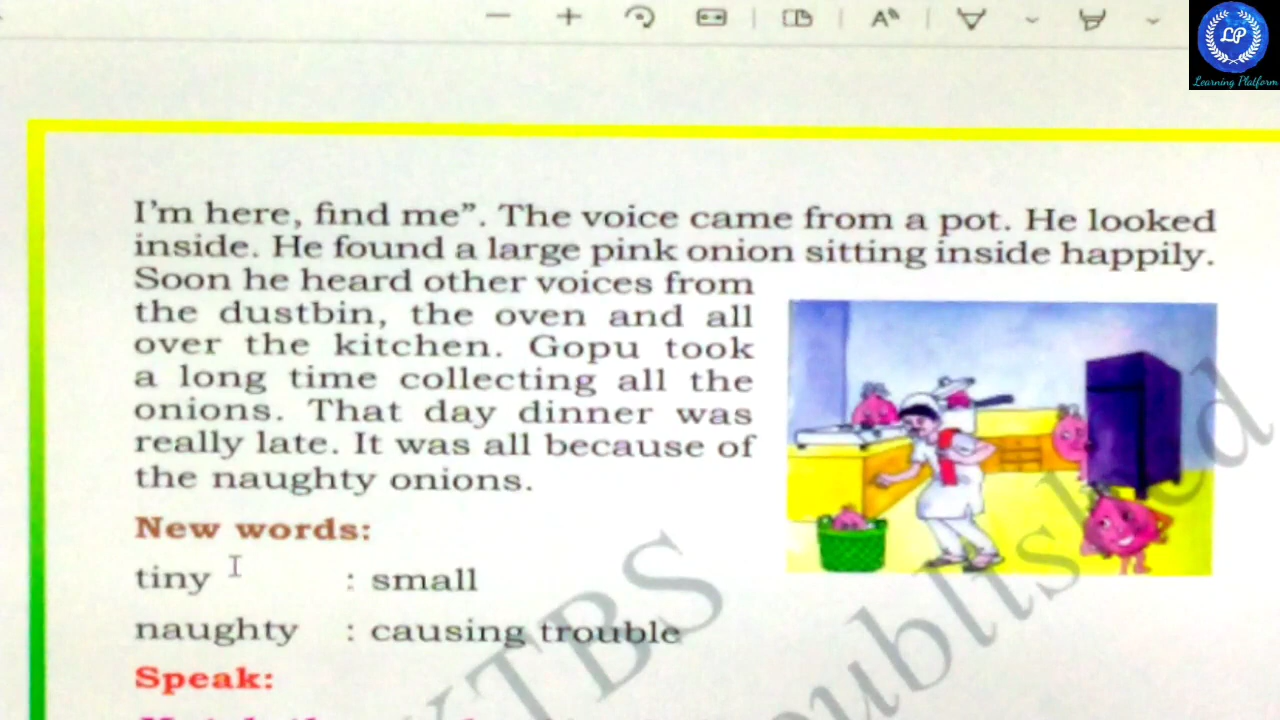 LP
Learning Platform
I'm here, find me”. The voice came from a pot. He looked
inside. He found a large pink onion sitting inside happily.
Soon he heard other voices from
the dustbin, the oven and all
over the kitchen. Gopu took
a long time collecting all the
onions. That day dinner was
really late. It was all because of
the naughty onions.
New words:
tiny : small
naughty : causing trouble
Speak: